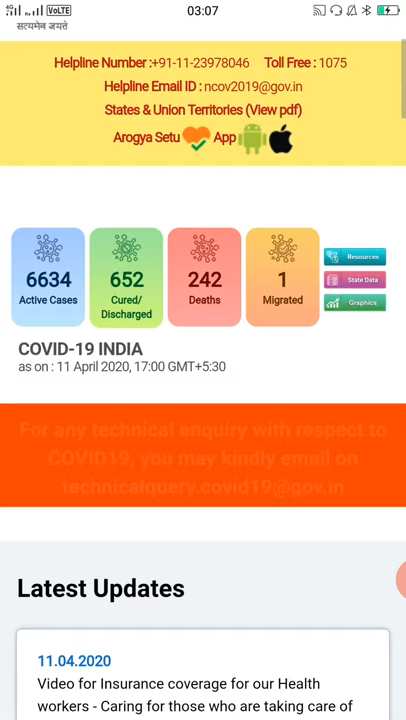 VoLTE
03:07
सत्यमेव जयते
Helpline Number :+91-11-23978046 Toll Free : 1075
Helpline Email ID : ncov2019@gov.in
States & Union Territories (View pdf)
Arogya Setu App
6634
Active Cases
652
Cured/
Discharged
242
Deaths
1
Migrated
Resources
State Data
Graphics
COVID-19 INDIA
as on : 11 April 2020, 17:00 GMT+5:30
For any technical enquiry with respect to
COVID19, you may kindly email on
technicalquery.covid19@gov.in
Latest Updates
11.04.2020
Video for Insurance coverage for our Health
workers - Caring for those who are taking care of